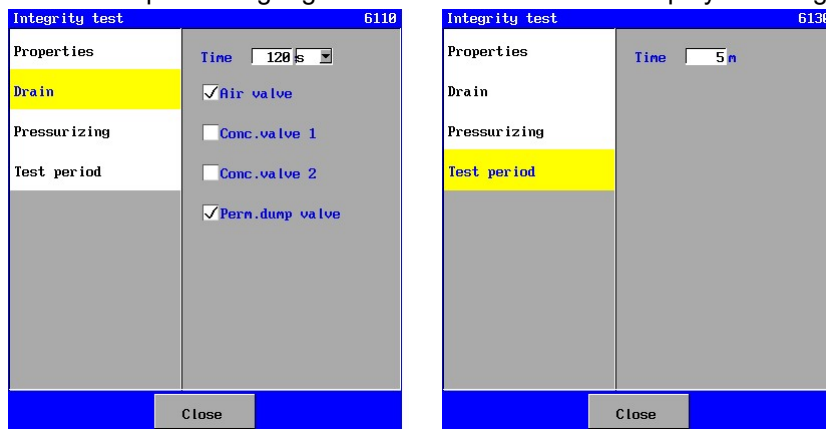 Integrity test 6110
Properties
Drain
Pressurizing
Test period
Time 120 s
Air valve
Conc.valve 1
Conc.valve 2
Perm.dump valve
Close
Integrity test 6130
Properties
Drain
Pressurizing
Test period
Time 5 m
Close